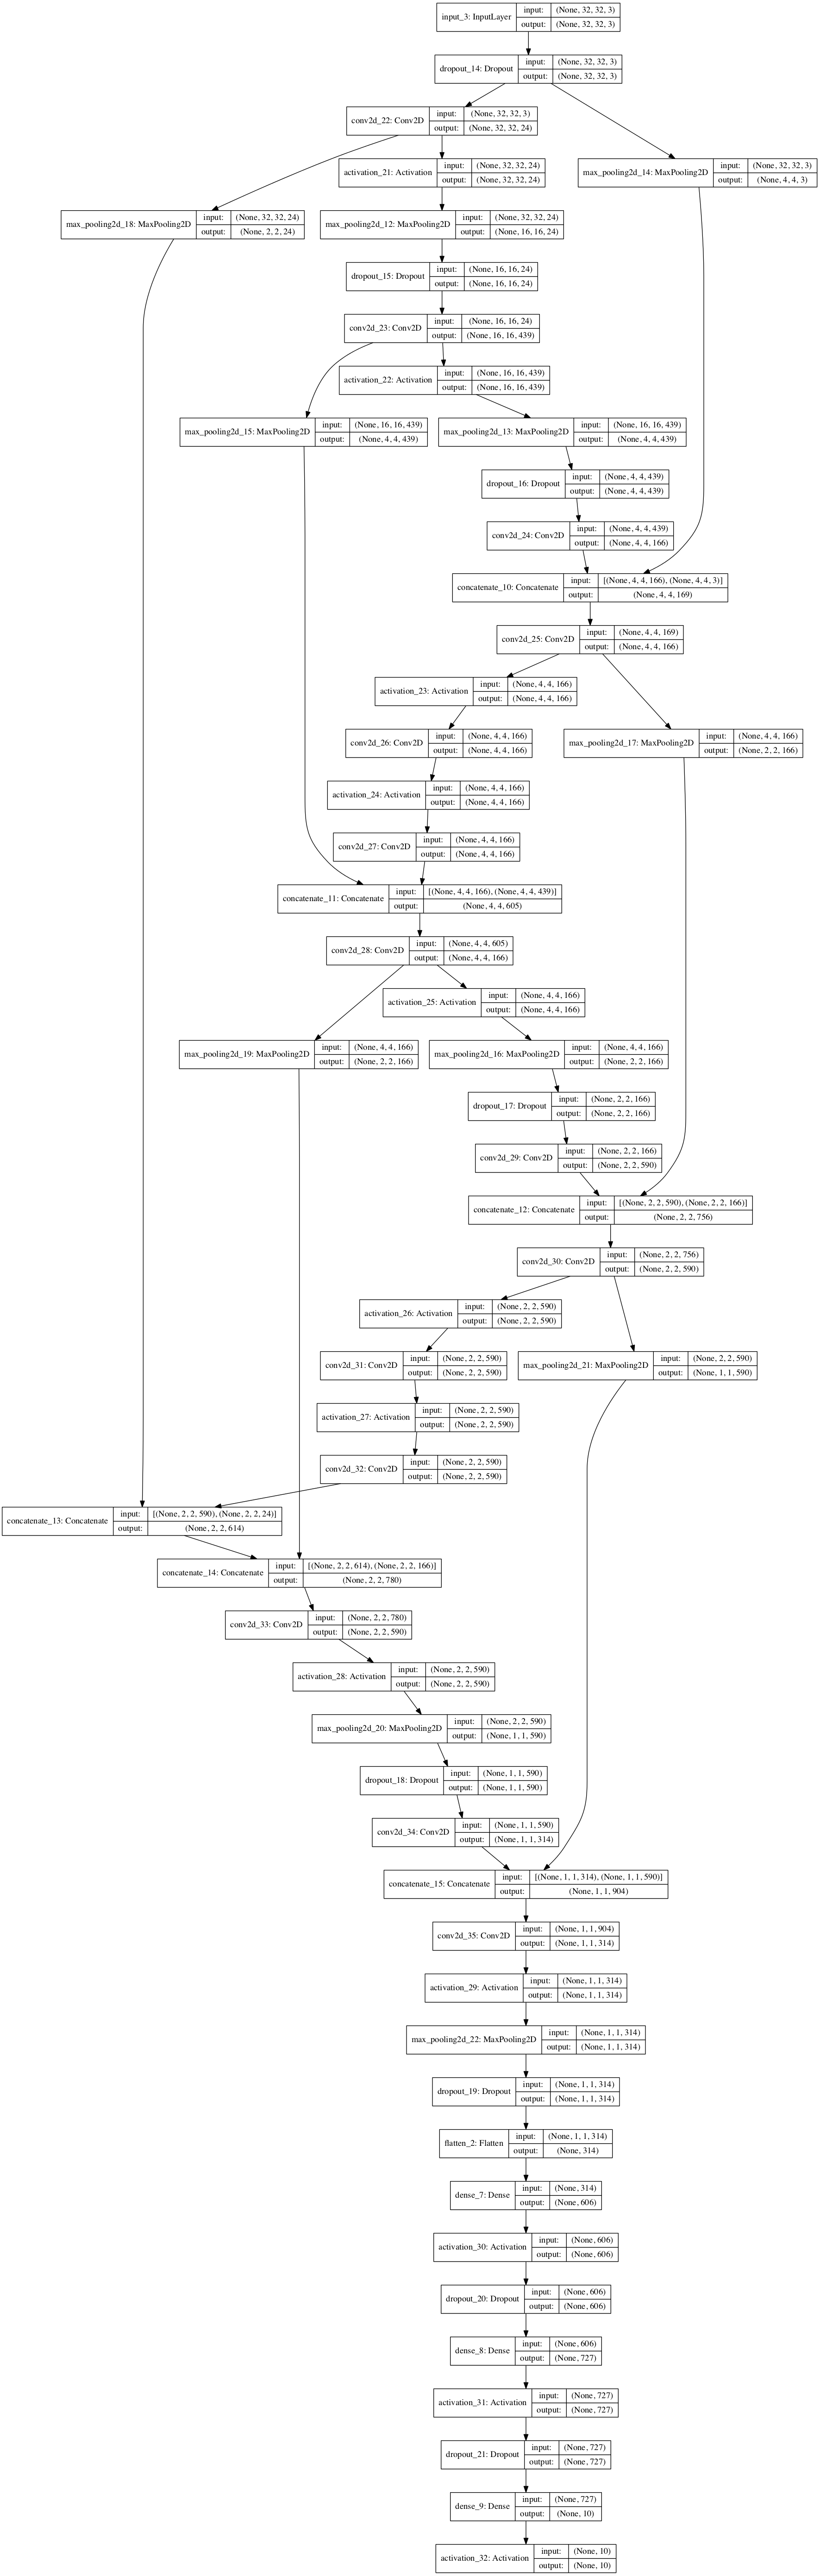 input_3: InputLayer
input: (None, 32, 32, 3)
output: (None, 32, 32, 3)
dropout_14: Dropout
input: (None, 32, 32, 3)
output: (None, 32, 32, 3)
conv2d_22: Conv2D
input: (None, 32, 32, 3)
output: (None, 32, 32, 24)
activation_21: Activation
input: (None, 32, 32, 24)
output: (None, 32, 32, 24)
max_pooling2d_14: MaxPooling2D
input: (None, 32, 32, 3)
output: (None, 4, 4, 3)
max_pooling2d_18: MaxPooling2D
input: (None, 32, 32, 24)
output: (None, 2, 2, 24)
max_pooling2d_12: MaxPooling2D
input: (None, 32, 32, 24)
output: (None, 16, 16, 24)
dropout_15: Dropout
input: (None, 16, 16, 24)
output: (None, 16, 16, 24)
conv2d_23: Conv2D
input: (None, 16, 16, 24)
output: (None, 16, 16, 439)
activation_22: Activation
input: (None, 16, 16, 439)
output: (None, 16, 16, 439)
max_pooling2d_15: MaxPooling2D
input: (None, 16, 16, 439)
output: (None, 4, 4, 439)
max_pooling2d_13: MaxPooling2D
input: (None, 16, 16, 439)
output: (None, 4, 4, 439)
dropout_16: Dropout
input: (None, 4, 4, 439)
output: (None, 4, 4, 439)
conv2d_24: Conv2D
input: (None, 4, 4, 439)
output: (None, 4, 4, 166)
concatenate_10: Concatenate
input: [(None, 4, 4, 166), (None, 4, 4, 3)]
output: (None, 4, 4, 169)
conv2d_25: Conv2D
input: (None, 4, 4, 169)
output: (None, 4, 4, 166)
activation_23: Activation
input: (None, 4, 4, 166)
output: (None, 4, 4, 166)
conv2d_26: Conv2D
input: (None, 4, 4, 166)
output: (None, 4, 4, 166)
max_pooling2d_17: MaxPooling2D
input: (None, 4, 4, 166)
output: (None, 2, 2, 166)
activation_24: Activation
input: (None, 4, 4, 166)
output: (None, 4, 4, 166)
conv2d_27: Conv2D
input: (None, 4, 4, 166)
output: (None, 4, 4, 166)
concatenate_11: Concatenate
input: [(None, 4, 4, 166), (None, 4, 4, 439)]
output: (None, 4, 4, 605)
conv2d_28: Conv2D
input: (None, 4, 4, 605)
output: (None, 4, 4, 166)
activation_25: Activation
input: (None, 4, 4, 166)
output: (None, 4, 4, 166)
max_pooling2d_19: MaxPooling2D
input: (None, 4, 4, 166)
output: (None, 2, 2, 166)
max_pooling2d_16: MaxPooling2D
input: (None, 4, 4, 166)
output: (None, 2, 2, 166)
dropout_17: Dropout
input: (None, 2, 2, 166)
output: (None, 2, 2, 166)
conv2d_29: Conv2D
input: (None, 2, 2, 166)
output: (None, 2, 2, 590)
concatenate_12: Concatenate
input: [(None, 2, 2, 590), (None, 2, 2, 166)]
output: (None, 2, 2, 756)
conv2d_30: Conv2D
input: (None, 2, 2, 756)
output: (None, 2, 2, 590)
activation_26: Activation
input: (None, 2, 2, 590)
output: (None, 2, 2, 590)
conv2d_31: Conv2D
input: (None, 2, 2, 590)
output: (None, 2, 2, 590)
max_pooling2d_21: MaxPooling2D
input: (None, 2, 2, 590)
output: (None, 1, 1, 590)
activation_27: Activation
input: (None, 2, 2, 590)
output: (None, 2, 2, 590)
conv2d_32: Conv2D
input: (None, 2, 2, 590)
output: (None, 2, 2, 590)
concatenate_13: Concatenate
input: [(None, 2, 2, 590), (None, 2, 2, 24)]
output: (None, 2, 2, 614)
concatenate_14: Concatenate
input: [(None, 2, 2, 614), (None, 2, 2, 166)]
output: (None, 2, 2, 780)
conv2d_33: Conv2D
input: (None, 2, 2, 780)
output: (None, 2, 2, 590)
activation_28: Activation
input: (None, 2, 2, 590)
output: (None, 2, 2, 590)
max_pooling2d_20: MaxPooling2D
input: (None, 2, 2, 590)
output: (None, 1, 1, 590)
dropout_18: Dropout
input: (None, 1, 1, 590)
output: (None, 1, 1, 590)
conv2d_34: Conv2D
input: (None, 1, 1, 590)
output: (None, 1, 1, 314)
concatenate_15: Concatenate
input: [(None, 1, 1, 314), (None, 1, 1, 590)]
output: (None, 1, 1, 904)
conv2d_35: Conv2D
input: (None, 1, 1, 904)
output: (None, 1, 1, 314)
activation_29: Activation
input: (None, 1, 1, 314)
output: (None, 1, 1, 314)
max_pooling2d_22: MaxPooling2D
input: (None, 1, 1, 314)
output: (None, 1, 1, 314)
dropout_19: Dropout
input: (None, 1, 1, 314)
output: (None, 1, 1, 314)
flatten_2: Flatten
input: (None, 1, 1, 314)
output: (None, 314)
dense_7: Dense
input: (None, 314)
output: (None, 606)
activation_30: Activation
input: (None, 606)
output: (None, 606)
dropout_20: Dropout
input: (None, 606)
output: (None, 606)
dense_8: Dense
input: (None, 606)
output: (None, 727)
activation_31: Activation
input: (None, 727)
output: (None, 727)
dropout_21: Dropout
input: (None, 727)
output: (None, 727)
dense_9: Dense
input: (None, 727)
output: (None, 10)
activation_32: Activation
input: (None, 10)
output: (None, 10)